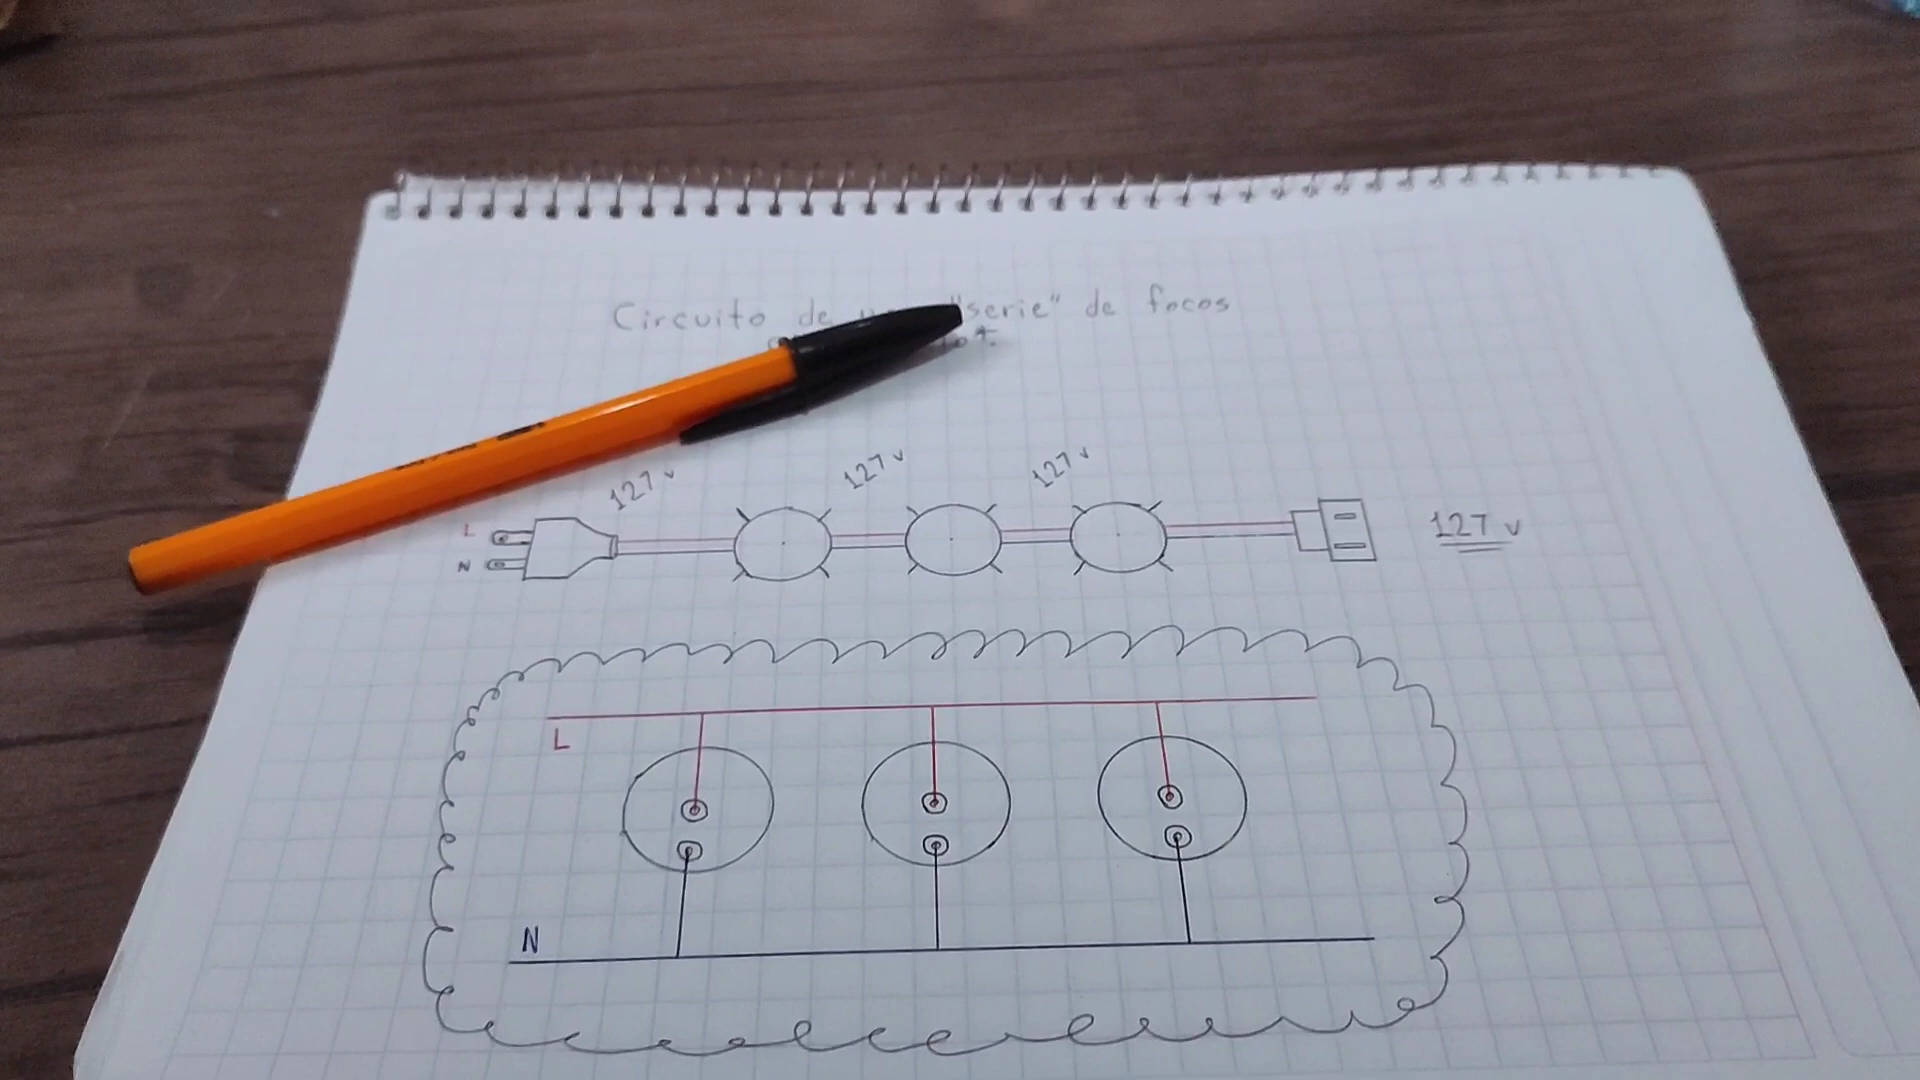 Circuito de "serie" de focos
127 v 127 v 127 v
L
N
127 v
L
N